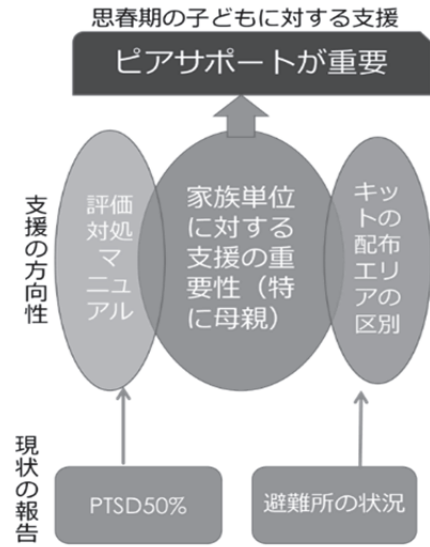 思春期の子どもに対する支援
ピアサポートが重要
支援の方向性
評価
対処
マ
ニュ
アル
家族単位
に対する
支援の重
要性（特
に母親）
キッ
トの
配布
エリ
アの
区別
現状の報告
PTSD50%
避難所の状況